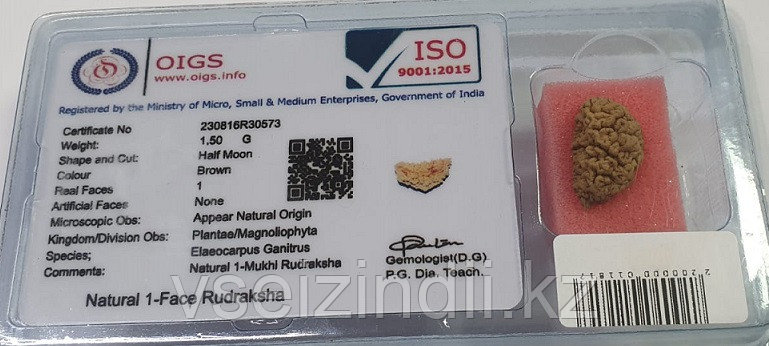 OIGS
www.oigs.info
ISO
9001:2015
Registered by the Ministry of Micro, Small & Medium Enterprises, Government of India
Certificate No 230816R30573
Weight: 1,50 G
Shape and Cut: Half Moon
Colour Brown
Real Faces 1
Artificial Faces None
Microscopic Obs: Appear Natural Origin
Kingdom/Division Obs: Plantae/Magnoliophyta
Species; Elaeocarpus Ganitrus
Comments: Natural 1-Mukhi Rudraksha
Gemologist(D.G)
P.G. Dia. Teach.
Natural 1-Face Rudraksha
vseizindii.kz